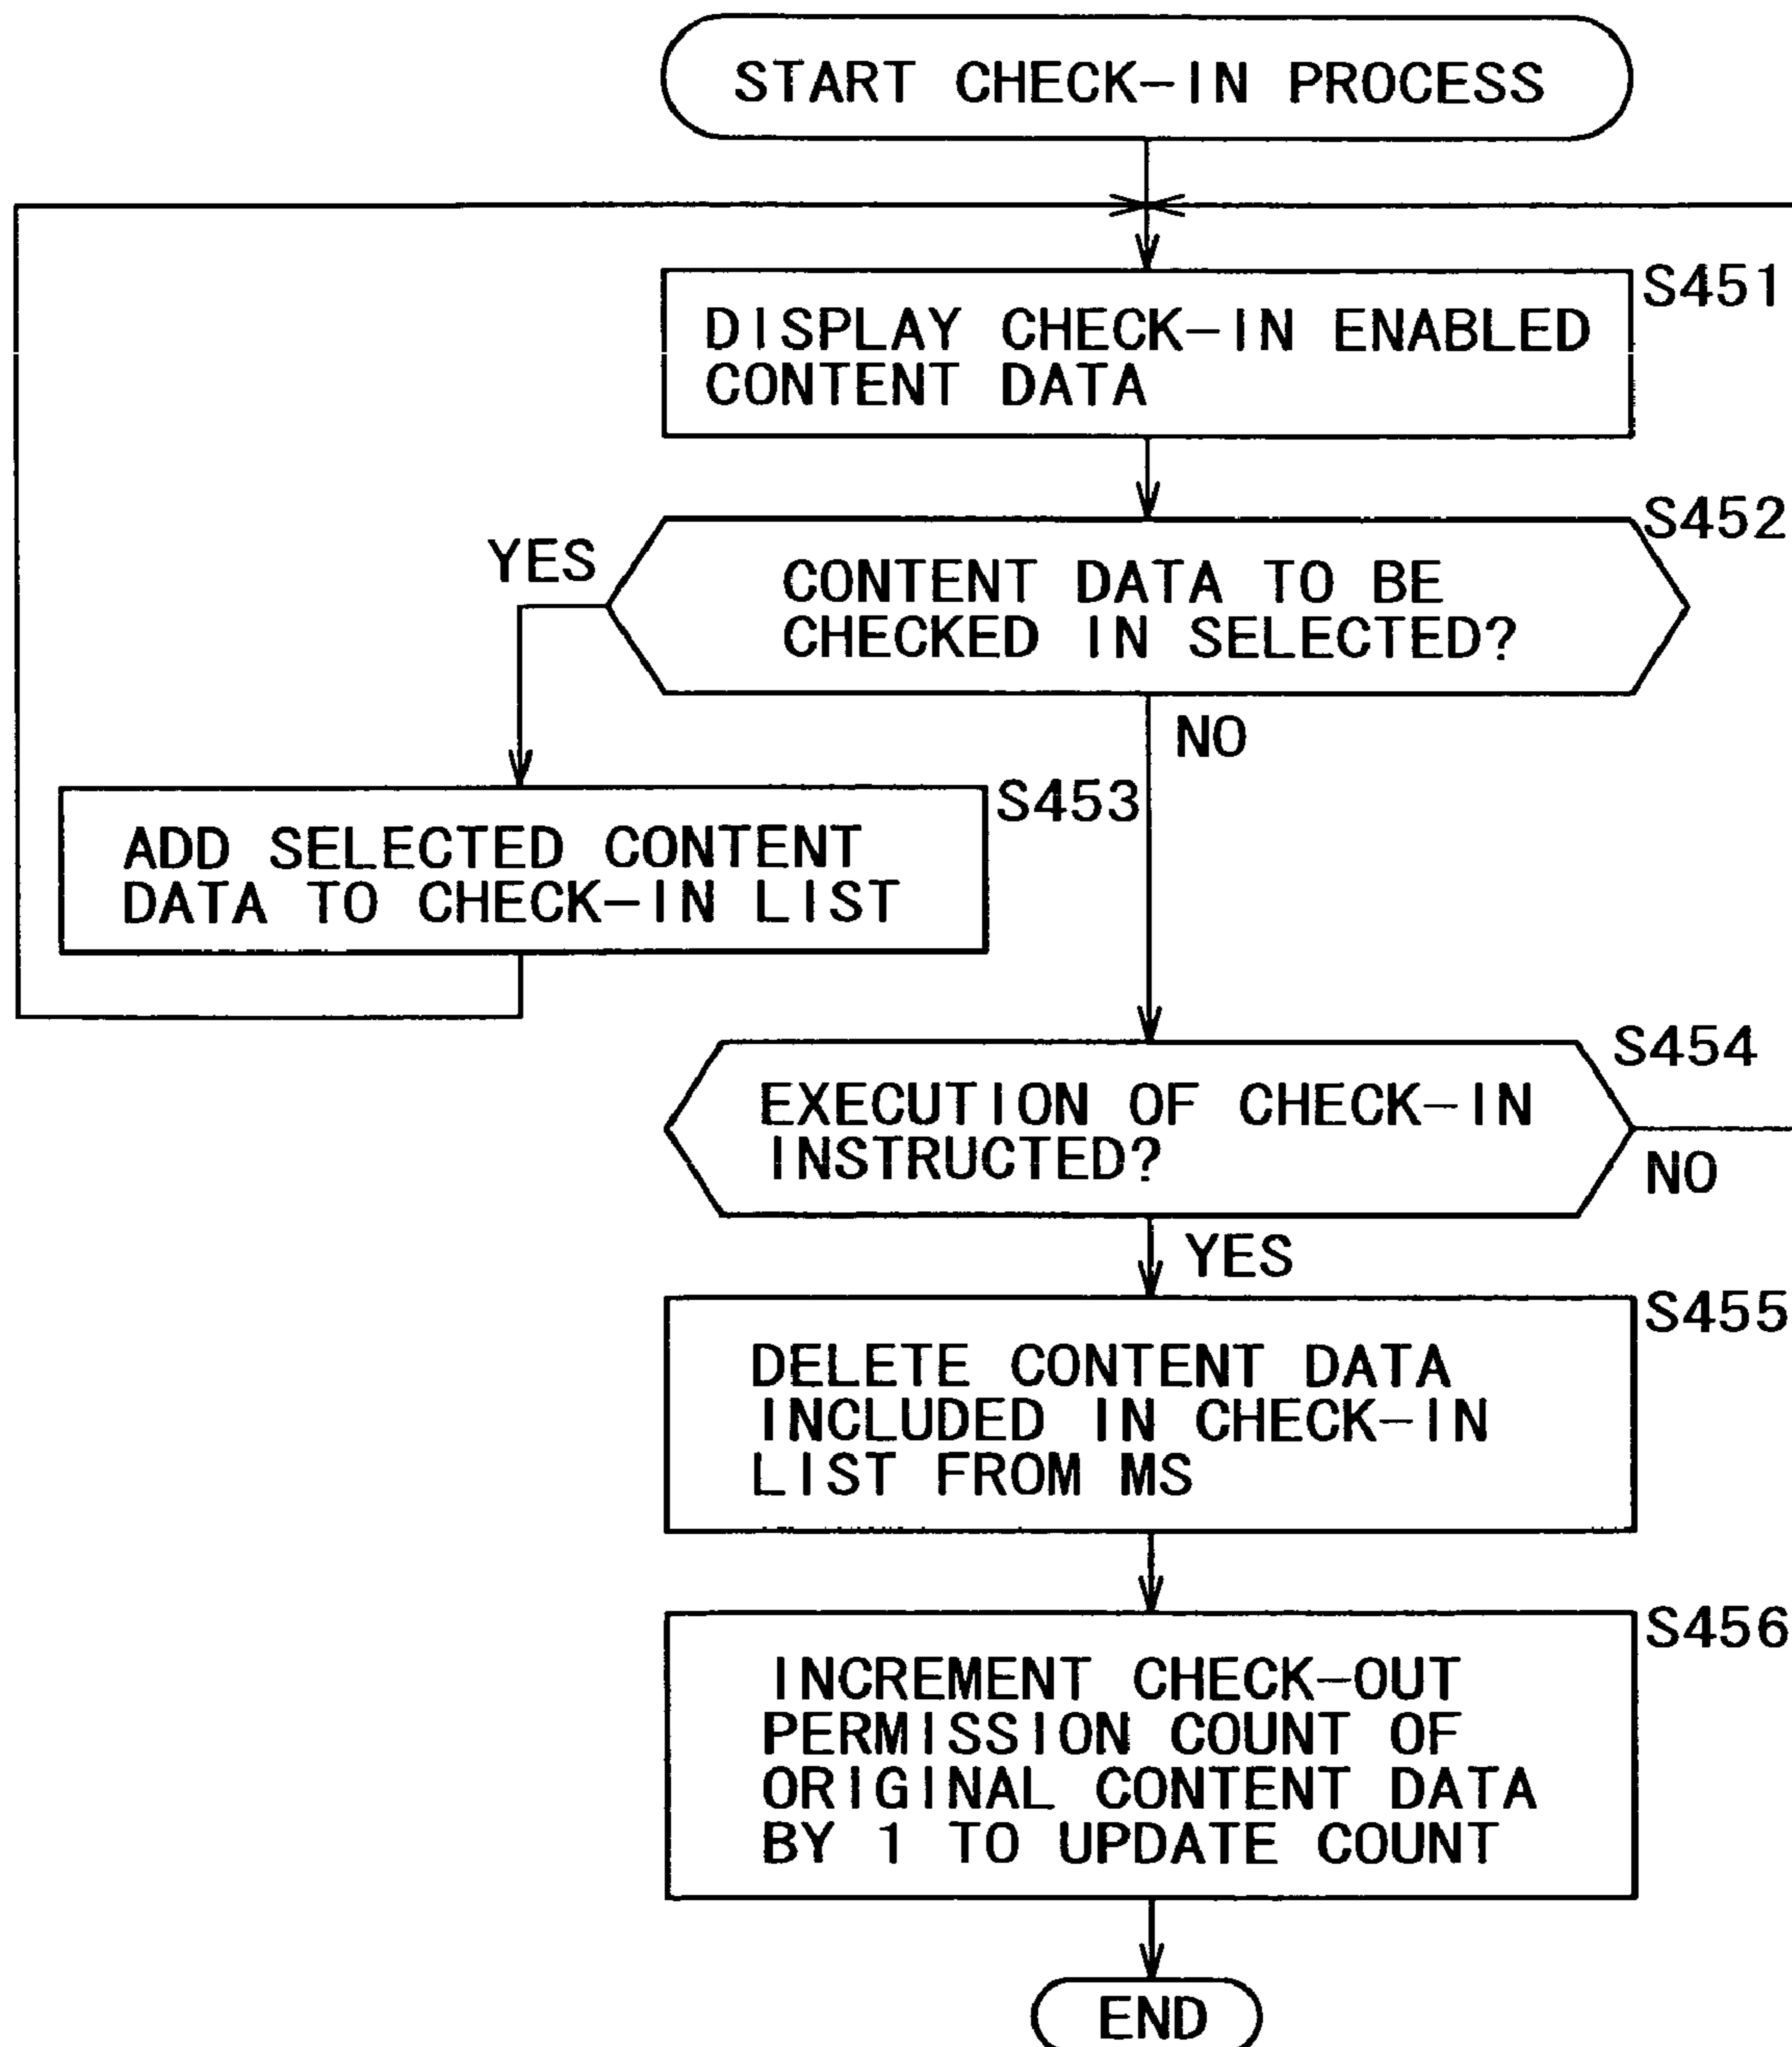 START CHECK-IN PROCESS
S451
DISPLAY CHECK-IN ENABLED
CONTENT DATA
S452
YES
CONTENT DATA TO BE
CHECKED IN SELECTED?
NO
S453
ADD SELECTED CONTENT
DATA TO CHECK-IN LIST
S454
EXECUTION OF CHECK-IN
INSTRUCTED?
NO
YES
S455
DELETE CONTENT DATA
INCLUDED IN CHECK-IN
LIST FROM MS
S456
INCREMENT CHECK-OUT
PERMISSION COUNT OF
ORIGINAL CONTENT DATA
BY 1 TO UPDATE COUNT
END